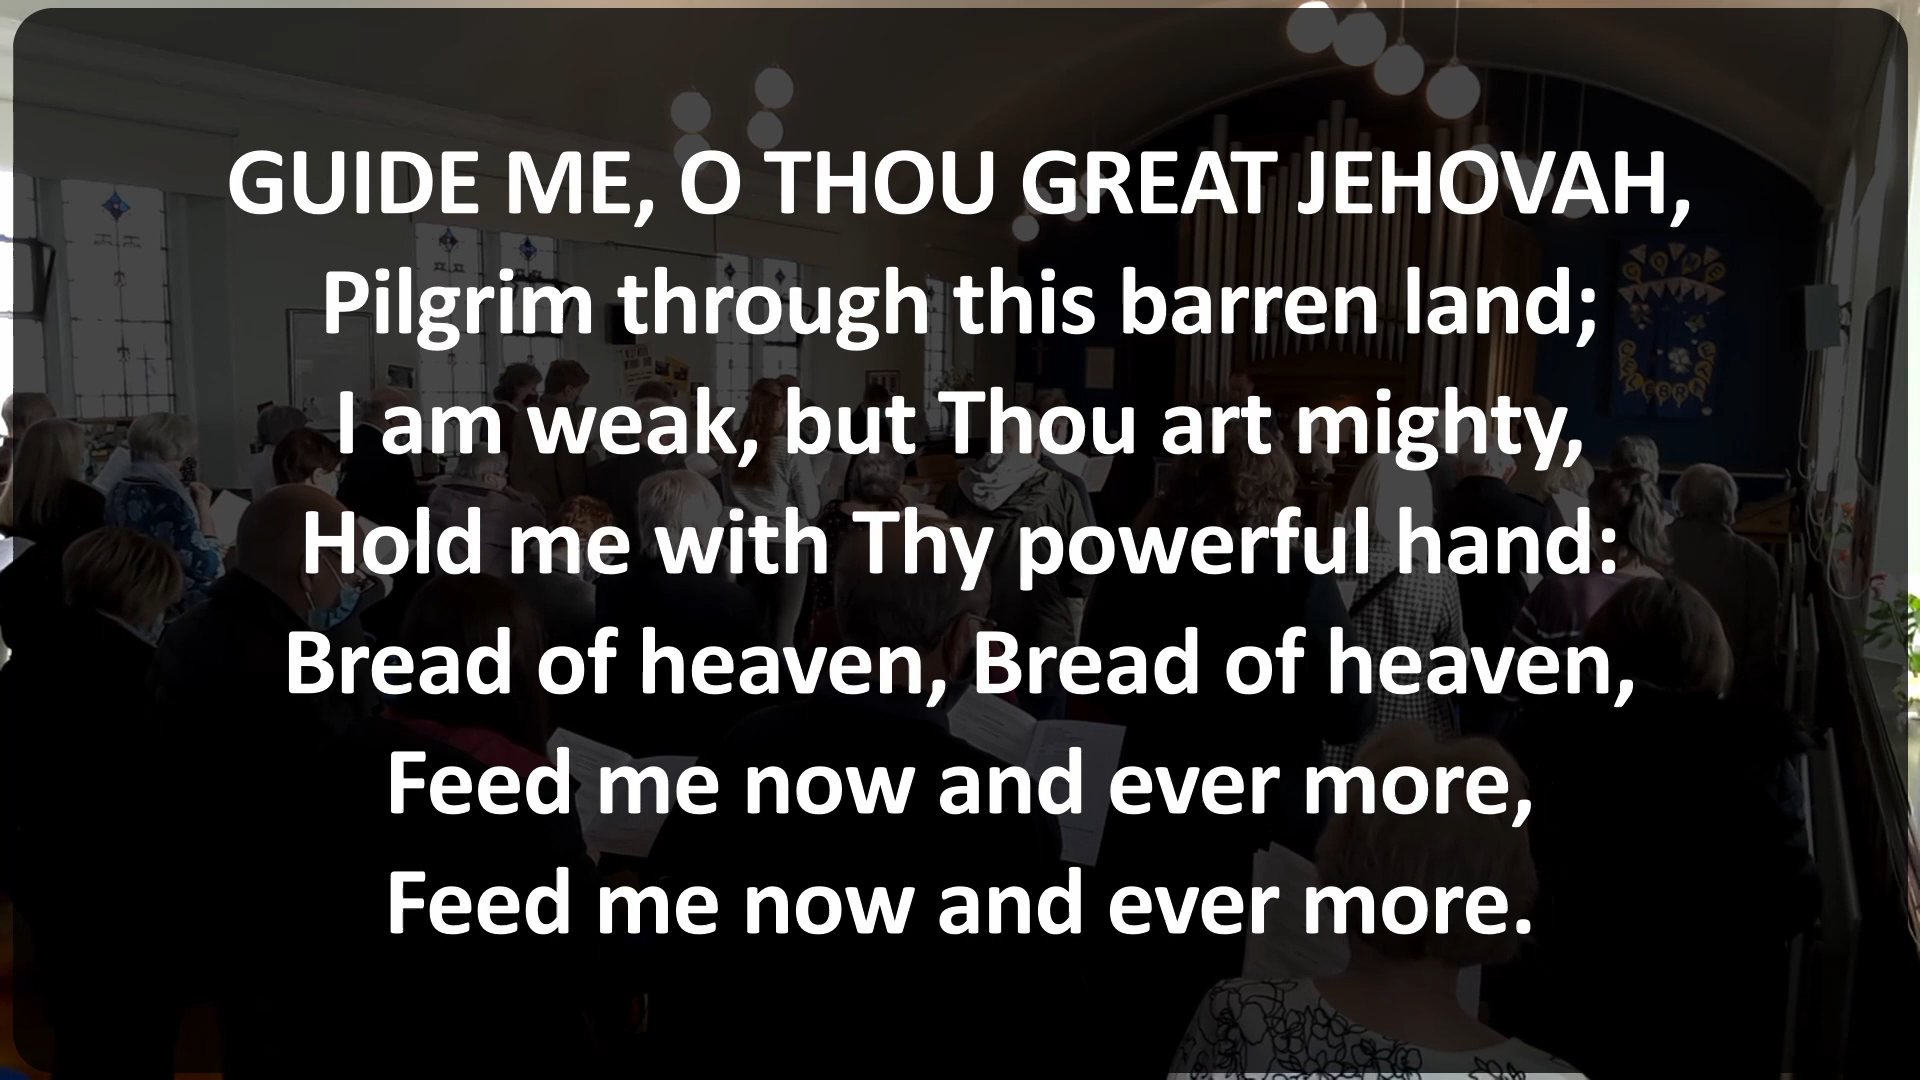 GUIDE ME, O THOU GREAT JEHOVAH,
Pilgrim through this barren land;
I am weak, but Thou art mighty,
Hold me with Thy powerful hand:
Bread of heaven, Bread of heaven,
Feed me now and ever more,
Feed me now and ever more.